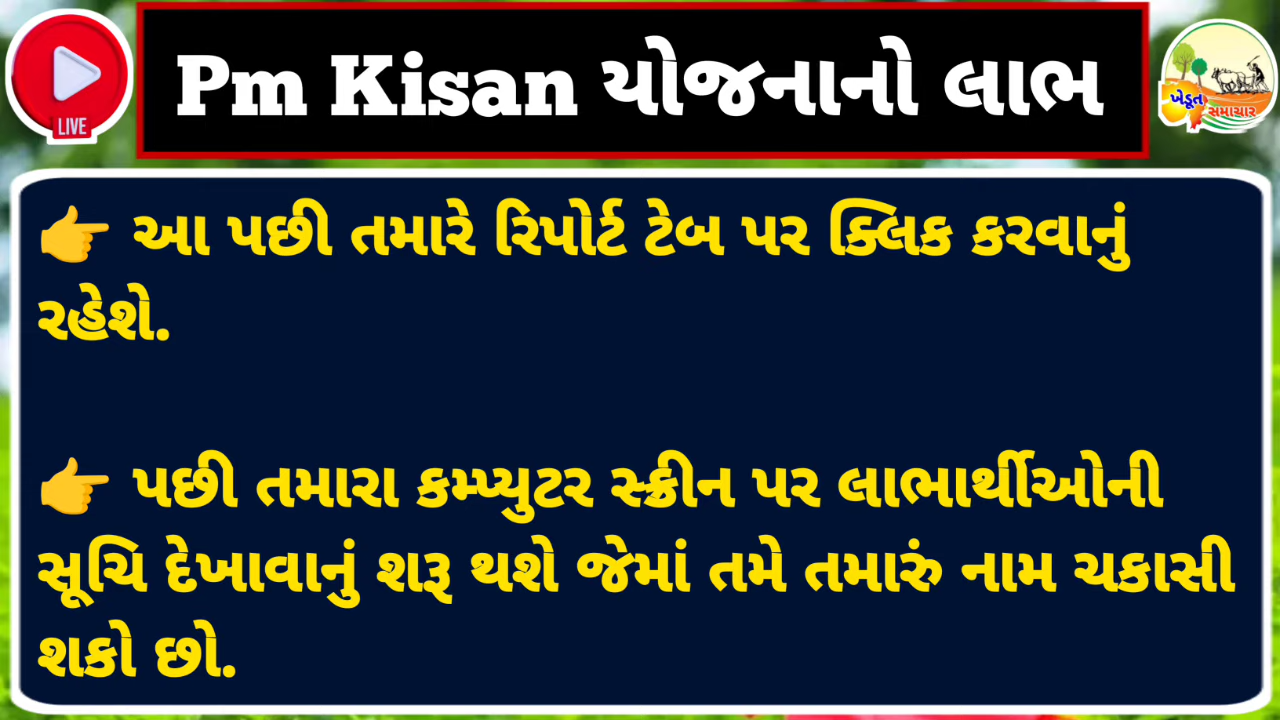 LIVE
Pm Kisan યોજનાનો લાભ
ખેડૂત
સમાચાર
👉 આ પછી તમારે રિપોર્ટ ટેબ પર ક્લિક કરવાનું
રહેશે.
👉 પછી તમારા કમ્પ્યુટર સ્ક્રીન પર લાભાર્થીઓની
સૂચિ દેખાવાનું શરૂ થશે જેમાં તમે તમારું નામ ચકાસી
શકો છો.